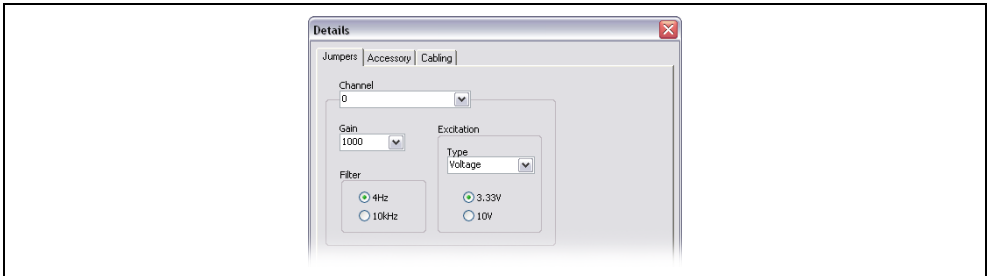 Details
Jumpers Accessory Cabling
Channel
0
Gain
1000
Excitation
Type
Voltage
Filter
4Hz
10kHz
3.33V
10V